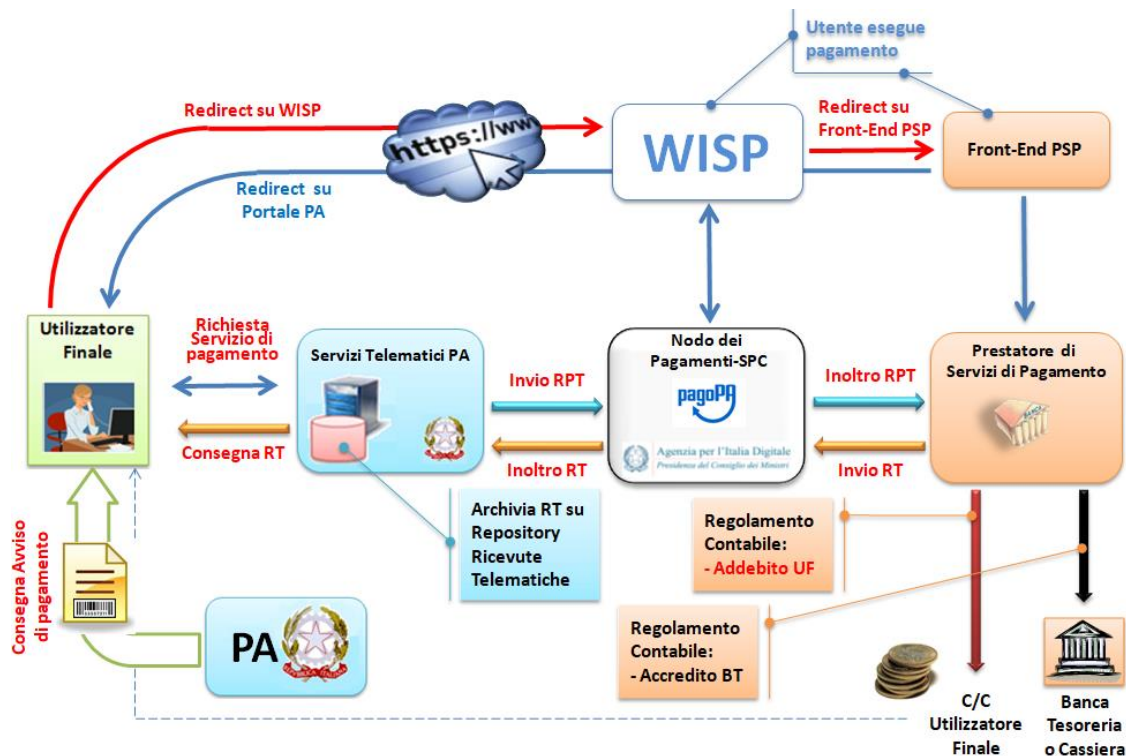 Utente esegue
pagamento
Redirect su WISP
https://www
WISP
Redirect su
Front-End PSP
Front-End PSP
Redirect su
Portale PA
Utilizzatore
Finale
Richiesta
Servizio di
pagamento
Servizi Telematici PA
Nodo dei
Pagamenti-SPC
pagoPA
Agenzia per l'Italia Digitale
Presidenza del Consiglio dei Ministri
Prestatore di
Servizi di Pagamento
BANCA
Invio RPT
Inoltro RPT
Consegna RT
Inoltro RT
Invio RT
Archivia RT su
Repository
Ricevute
Telematiche
Regolamento
Contabile:
- Addebito UF
Consegna Avviso
di pagamento
PA
Regolamento
Contabile:
- Accredito BT
C/C
Utilizzatore
Finale
Banca
Tesoreria
o Cassiera